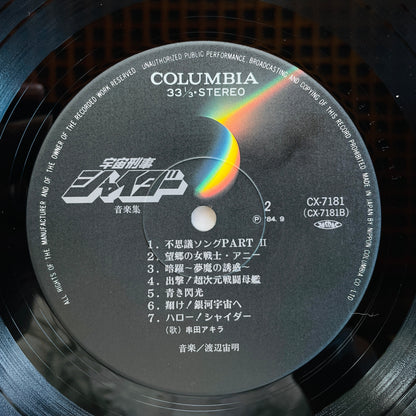 ALL RIGHTS OF THE MANUFACTURER AND OF THE OWNER OF THE RECORDED WORK RESERVED. UNAUTHORIZED PUBLIC PERFORMANCE, BROADCASTING AND COPYING OF THIS RECORD PROHIBITED. MADE IN JAPAN BY NIPPON COLUMBIA CO., LTD.
COLUMBIA
33 1/3・STEREO
宇宙刑事
シャイダー
音楽集
2
Ⓟ '84. 9
CX-7181
(CX-7181B)
1. 不思議ソングPART II
2. 望郷の女戦士・アニー
3. 喑羅〜夢魔の誘惑〜
4. 出撃！超次元戦闘母艦
5. 青き閃光
6. 翔け！銀河宇宙へ
7. ハロー！シャイダー
（歌）串田アキラ
音楽／渡辺宙明